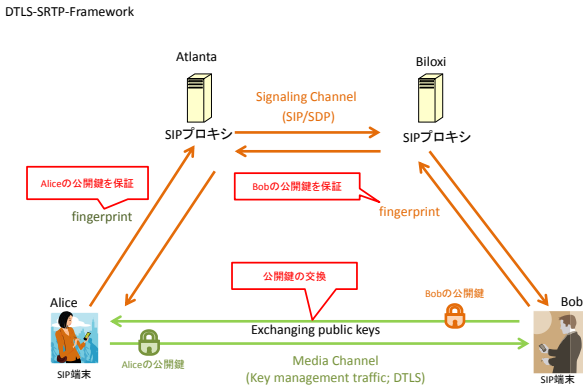 DTLS-SRTP-Framework
Atlanta
Biloxi
Signaling Channel
(SIP/SDP)
SIPプロキシ
SIPプロキシ
Aliceの公開鍵を保証
Bobの公開鍵を保証
fingerprint
fingerprint
公開鍵の交換
Alice
Bobの公開鍵
Bob
Exchanging public keys
Aliceの公開鍵
Media Channel
(Key management traffic; DTLS)
SIP端末
SIP端末